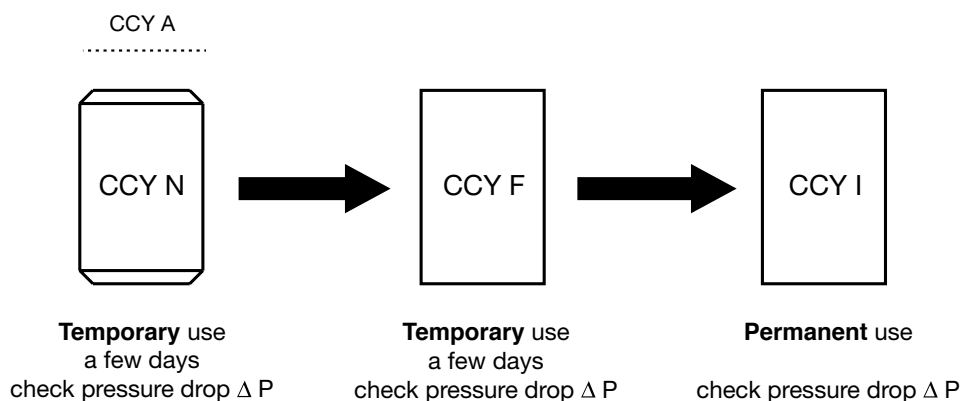 CCY A
CCY N
CCY F
CCY I
Temporary use
a few days
check pressure drop Δ P
Temporary use
a few days
check pressure drop Δ P
Permanent use
check pressure drop Δ P